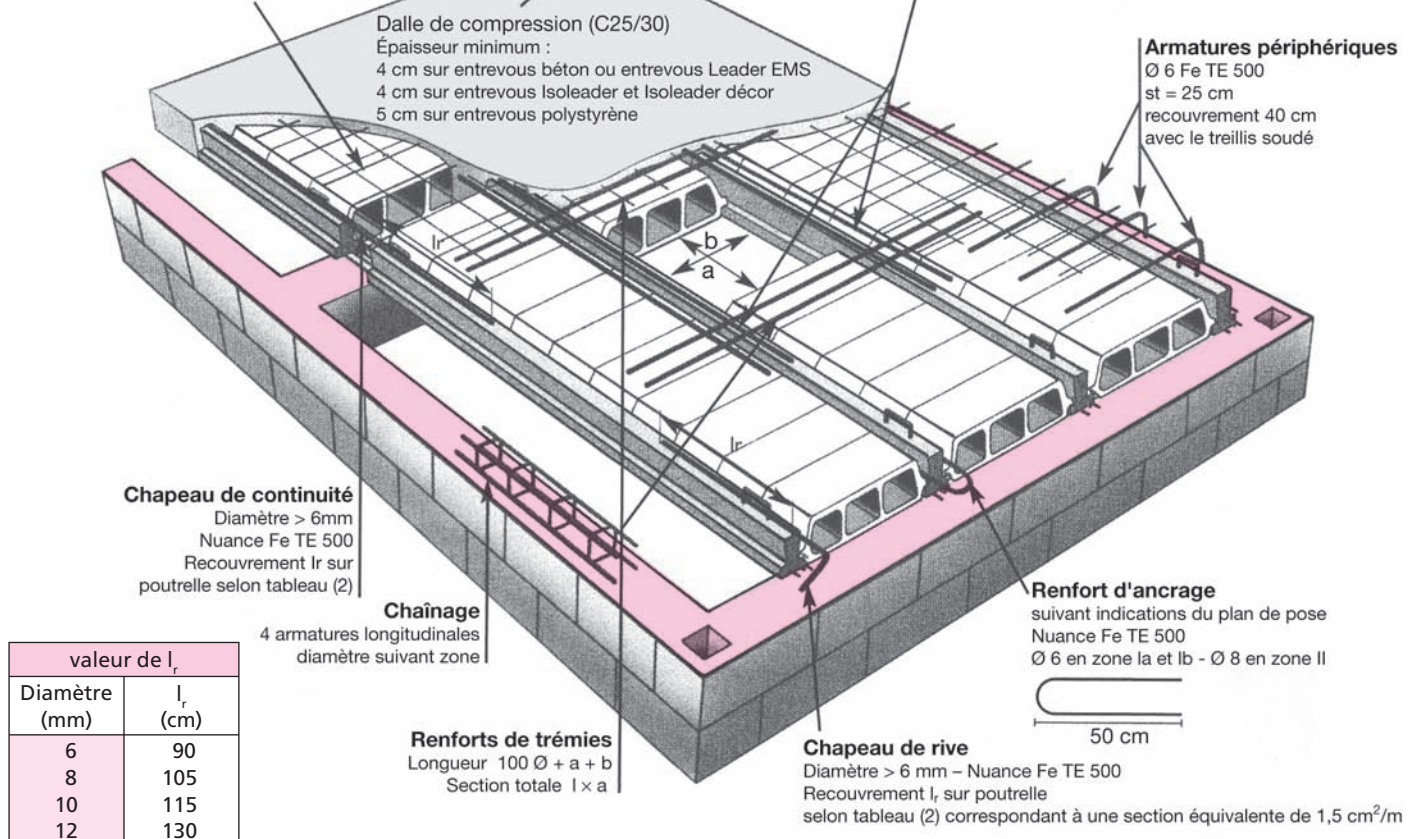 Dalle de compression (C25/30)
Épaisseur minimum :
4 cm sur entrevous béton ou entrevous Leader EMS
4 cm sur entrevous Isoleader et Isoleader décor
5 cm sur entrevous polystyrène
Armatures périphériques
Ø 6 Fe TE 500
st = 25 cm
recouvrement 40 cm
avec le treillis soudé
lr
b
a
lr
Chapeau de continuité
Diamètre > 6mm
Nuance Fe TE 500
Recouvrement lr sur
poutrelle selon tableau (2)
Chaînage
4 armatures longitudinales
diamètre suivant zone
Renforts de trémies
Longueur 100 Ø + a + b
Section totale l x a
Renfort d'ancrage
suivant indications du plan de pose
Nuance Fe TE 500
Ø 6 en zone Ia et Ib - Ø 8 en zone II
50 cm
Chapeau de rive
Diamètre > 6 mm – Nuance Fe TE 500
Recouvrement lr sur poutrelle
selon tableau (2) correspondant à une section équivalente de 1,5 cm²/m
valeur de lr
Diamètre (mm) lr (cm)
6 90
8 105
10 115
12 130